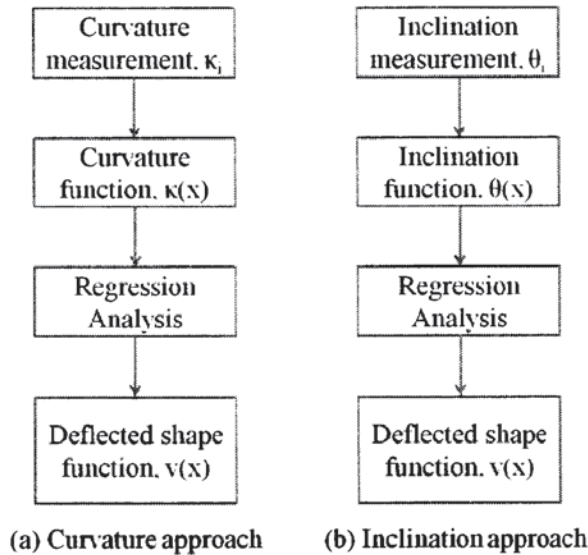 Curvature
measurement, κi
Curvature
function, κ(x)
Regression
Analysis
Deflected shape
function, v(x)
(a) Curvature approach
Inclination
measurement, θi
Inclination
function, θ(x)
Regression
Analysis
Deflected shape
function, v(x)
(b) Inclination approach